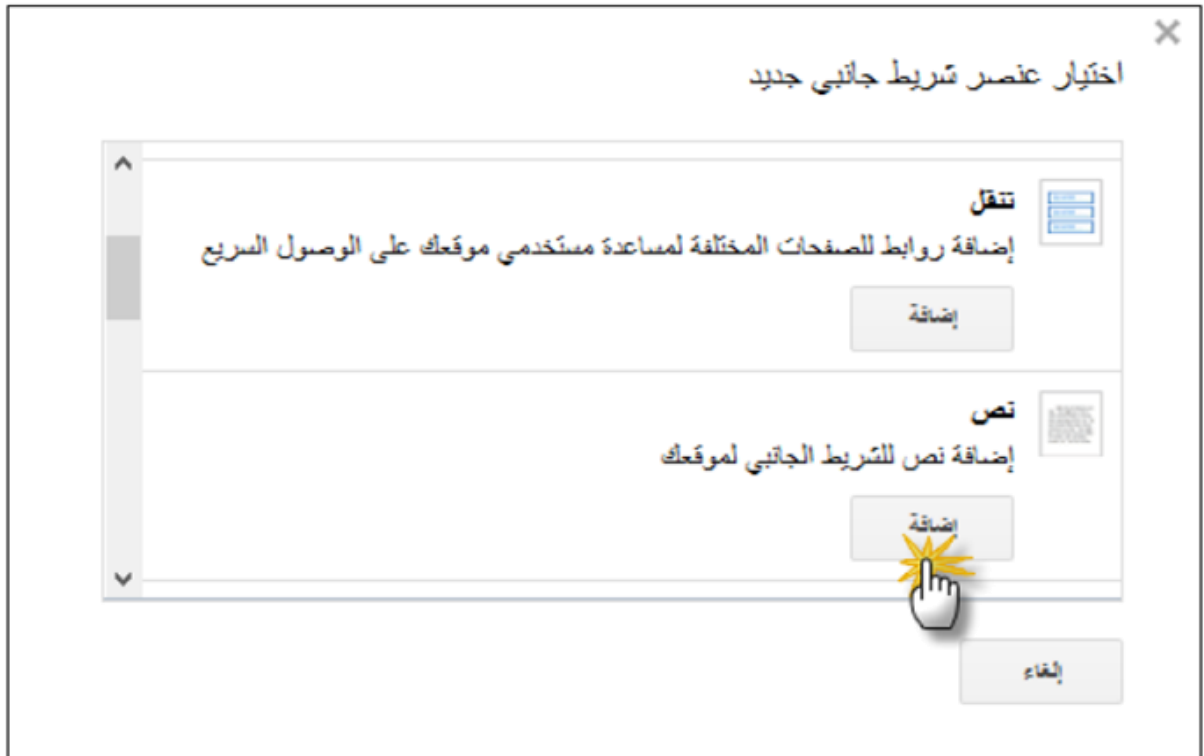 اختيار عنصر شريط جانبي جديد
تنقل
إضافة روابط للصفحات المختلفة لمساعدة مستخدمي موقعك على الوصول السريع
إضافة
نص
إضافة نص للشريط الجانبي لموقعك
إضافة
إلغاء